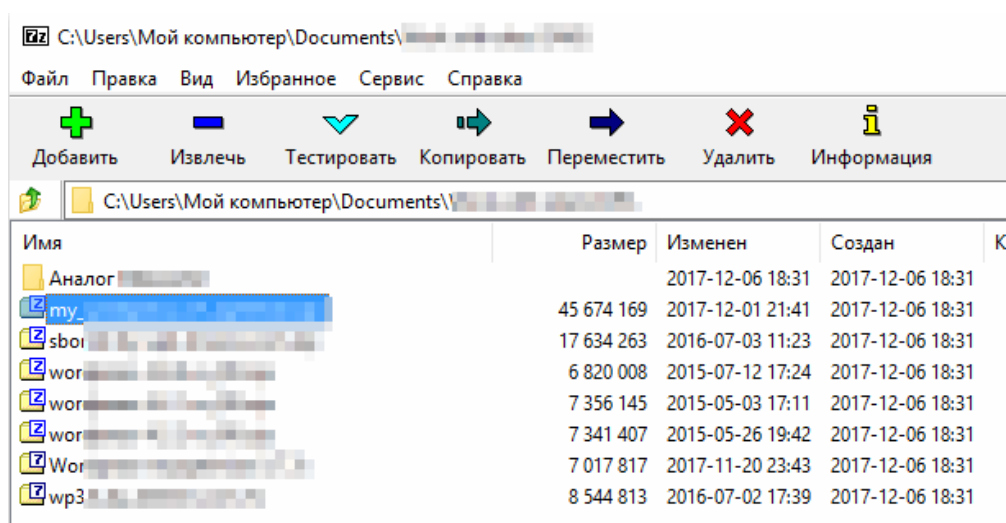 7z C:\Users\Мой компьютер\Documents\
Файл Правка Вид Избранное Сервис Справка
Добавить Извлечь Тестировать Копировать Переместить Удалить Информация
C:\Users\Мой компьютер\Documents\
Имя Размер Изменен Создан К
Аналог 2017-12-06 18:31 2017-12-06 18:31
my_ 45 674 169 2017-12-01 21:41 2017-12-06 18:31
sbor 17 634 263 2016-07-03 11:23 2017-12-06 18:31
wor 6 820 008 2015-07-12 17:24 2017-12-06 18:31
wor 7 356 145 2015-05-03 17:11 2017-12-06 18:31
wor 7 341 407 2015-05-26 19:42 2017-12-06 18:31
Wor 7 017 817 2017-11-20 23:43 2017-12-06 18:31
wp3 8 544 813 2016-07-02 17:39 2017-12-06 18:31